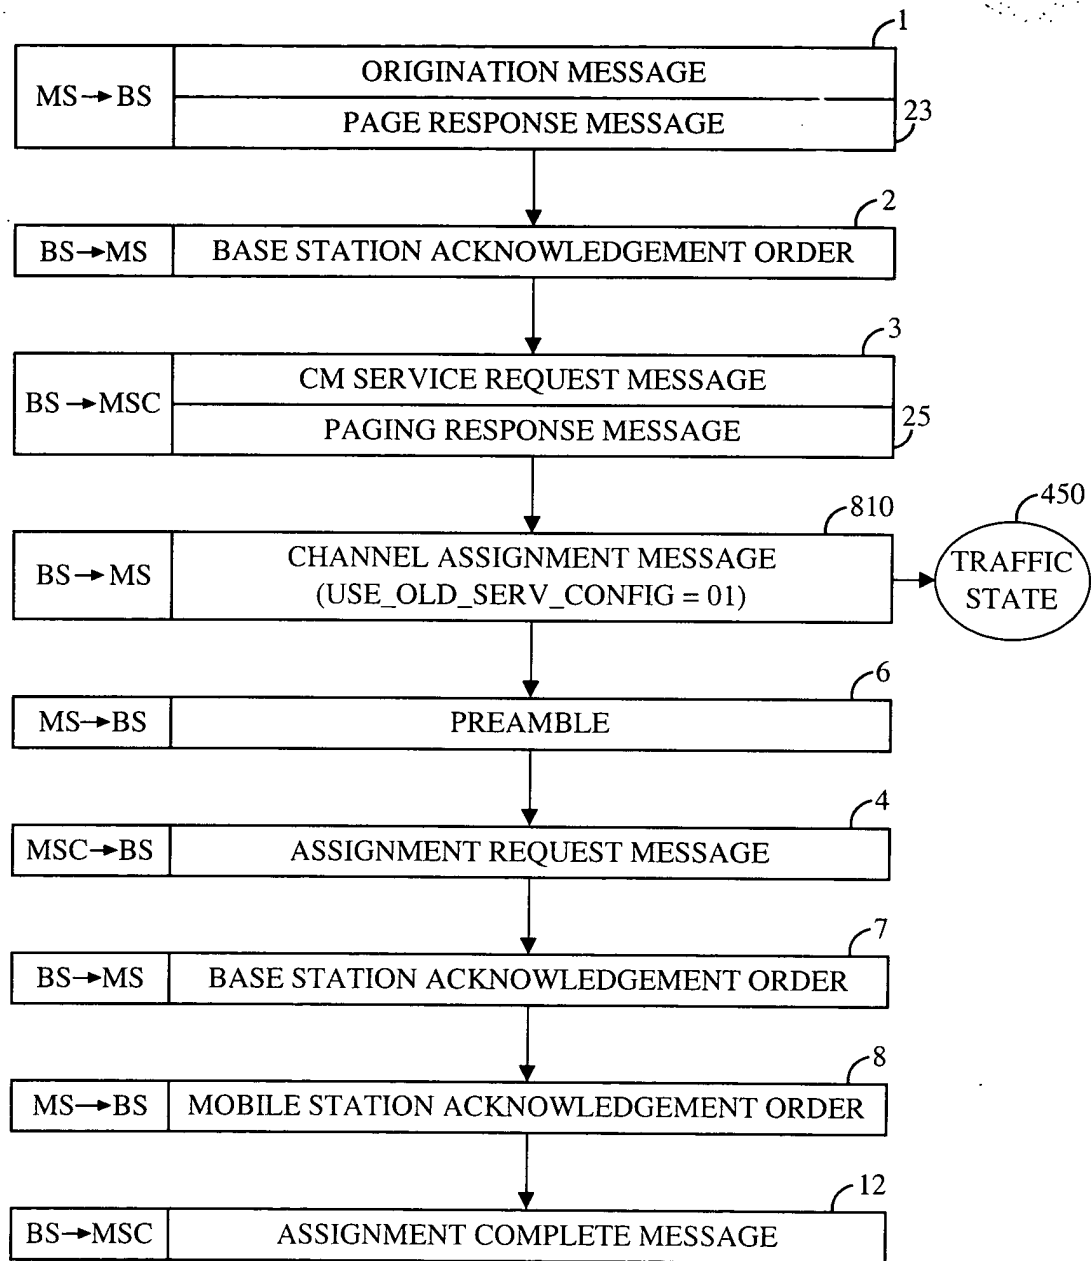 1
MS→BS
ORIGINATION MESSAGE
PAGE RESPONSE MESSAGE
23
2
BS→MS
BASE STATION ACKNOWLEDGEMENT ORDER
3
BS→MSC
CM SERVICE REQUEST MESSAGE
PAGING RESPONSE MESSAGE
25
810
450
BS→MS
CHANNEL ASSIGNMENT MESSAGE
(USE_OLD_SERV_CONFIG = 01)
TRAFFIC
STATE
6
MS→BS
PREAMBLE
4
MSC→BS
ASSIGNMENT REQUEST MESSAGE
7
BS→MS
BASE STATION ACKNOWLEDGEMENT ORDER
8
MS→BS
MOBILE STATION ACKNOWLEDGEMENT ORDER
12
BS→MSC
ASSIGNMENT COMPLETE MESSAGE